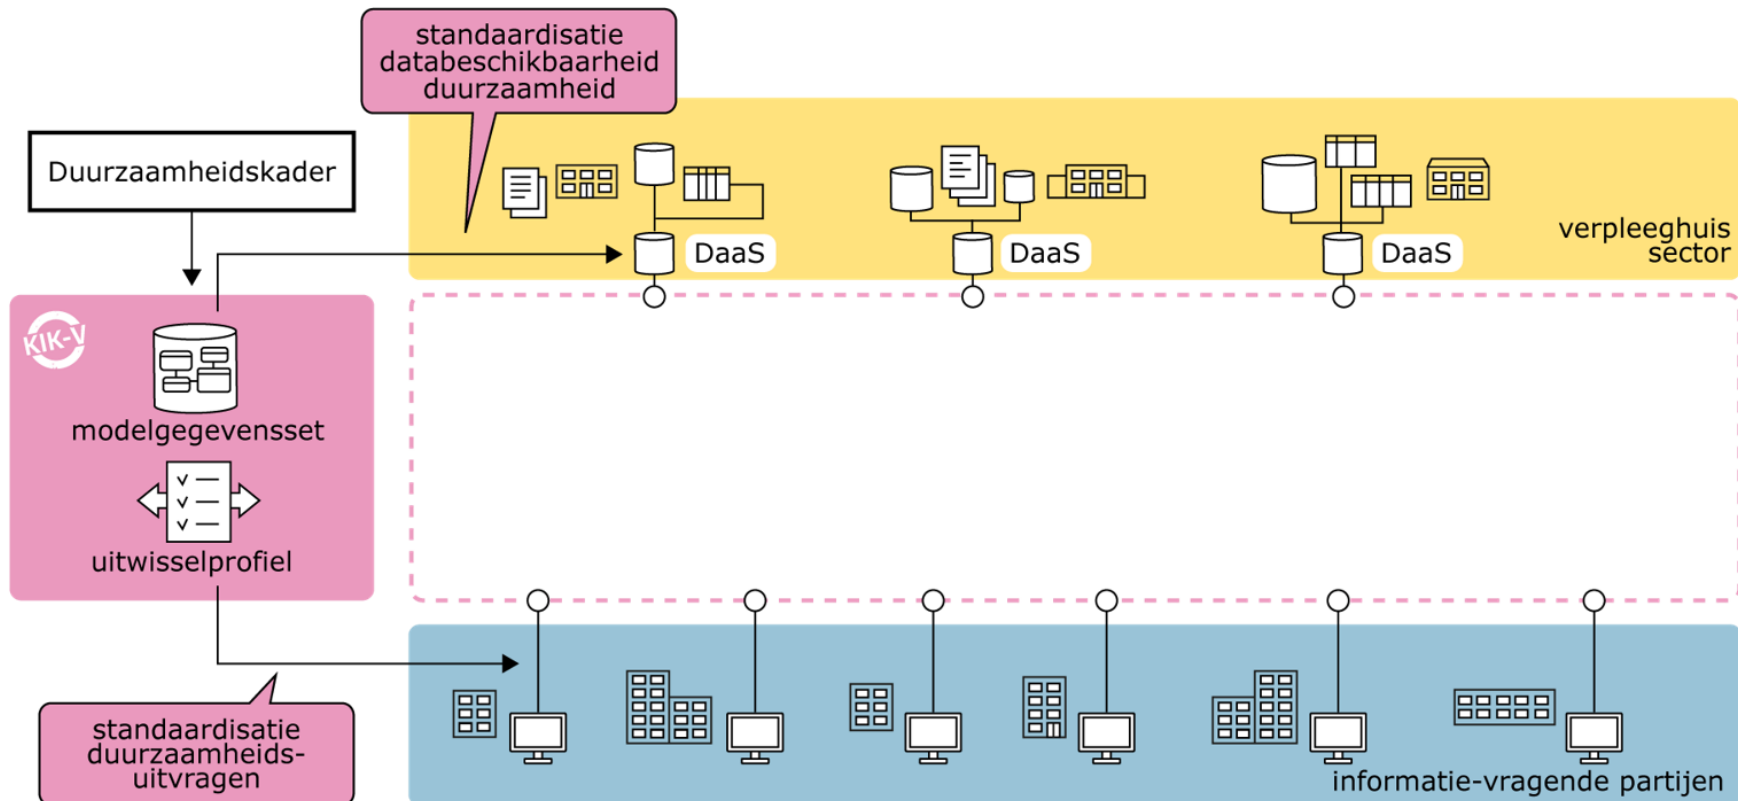 standaardisatie
databeschikbaarheid
duurzaamheid
Duurzaamheidskader
DaaS
DaaS
DaaS
verpleeghuis
sector
KIK-V
modelgegevensset
uitwisselprofiel
standaardisatie
duurzaamheids-
uitvragen
informatie-vragende partijen